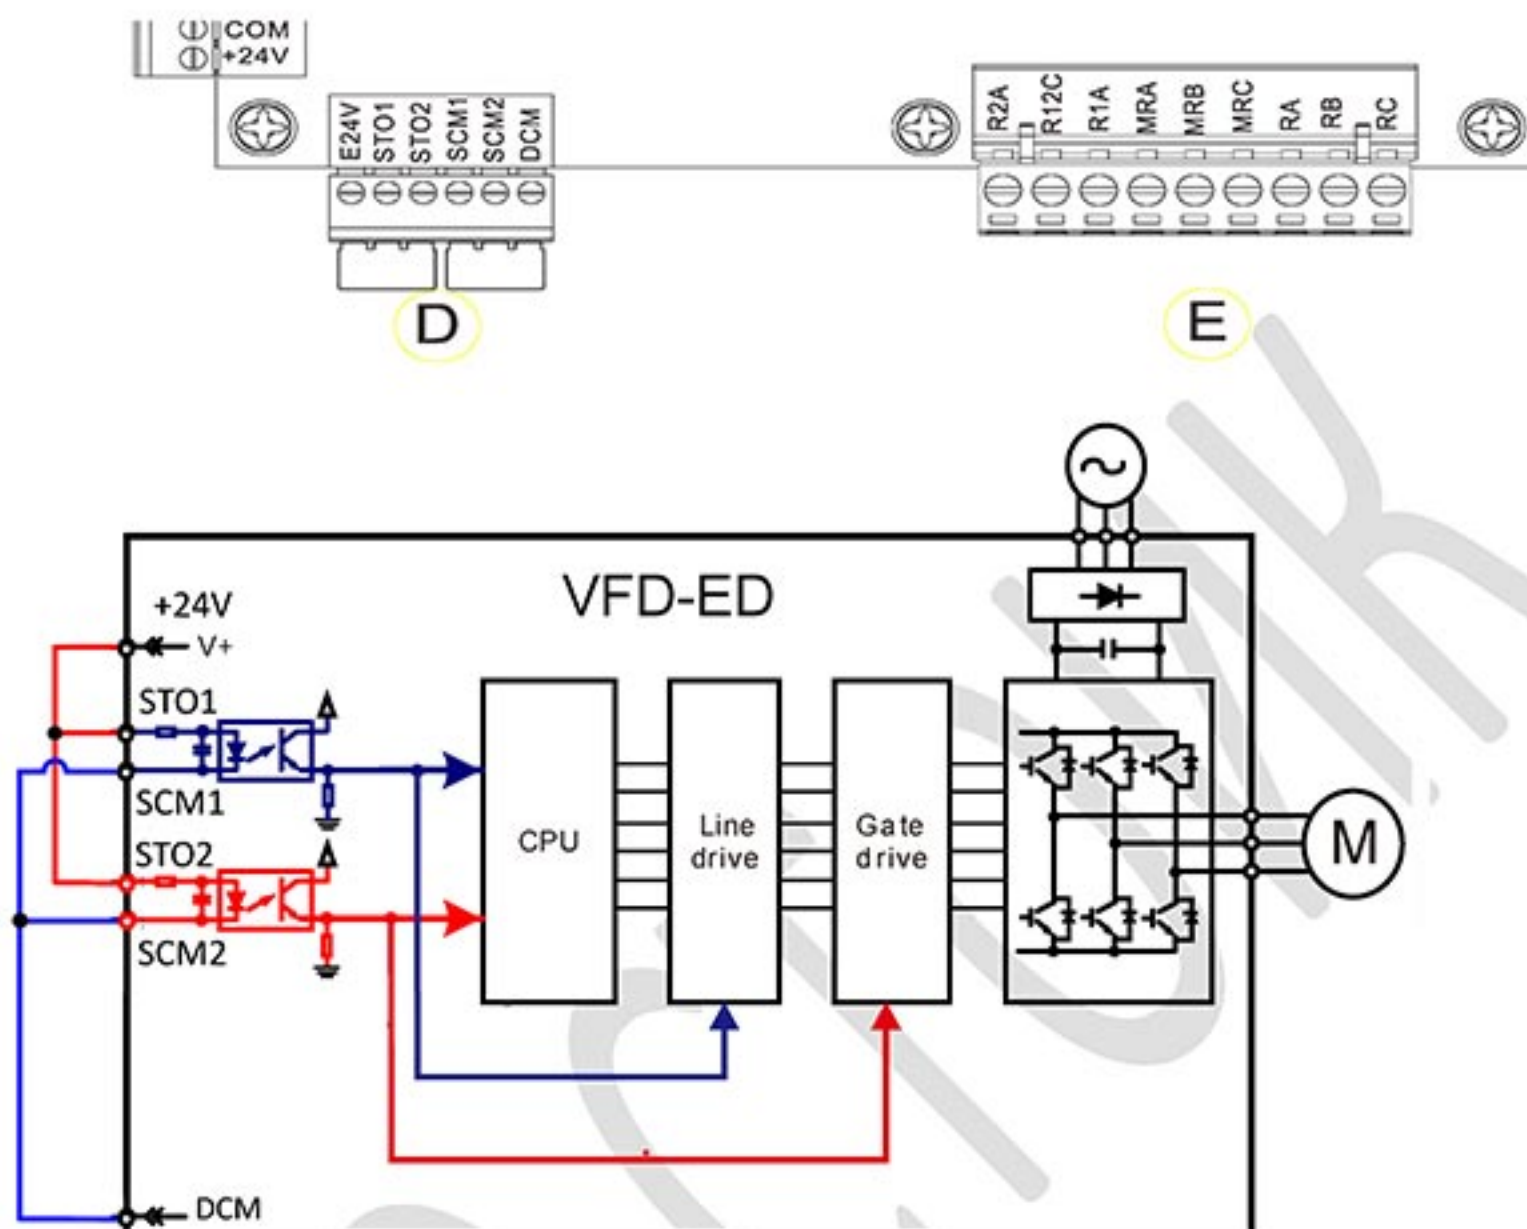 COM
+24V
E24V
STO1
STO2
SCM1
SCM2
DCM
R2A
R12C
R1A
MRA
MRB
MRC
RA
RB
RC
D
E
VFD-ED
+24V
V+
STO1
SCM1
STO2
SCM2
CPU
Line
drive
Gate
drive
M
DCM